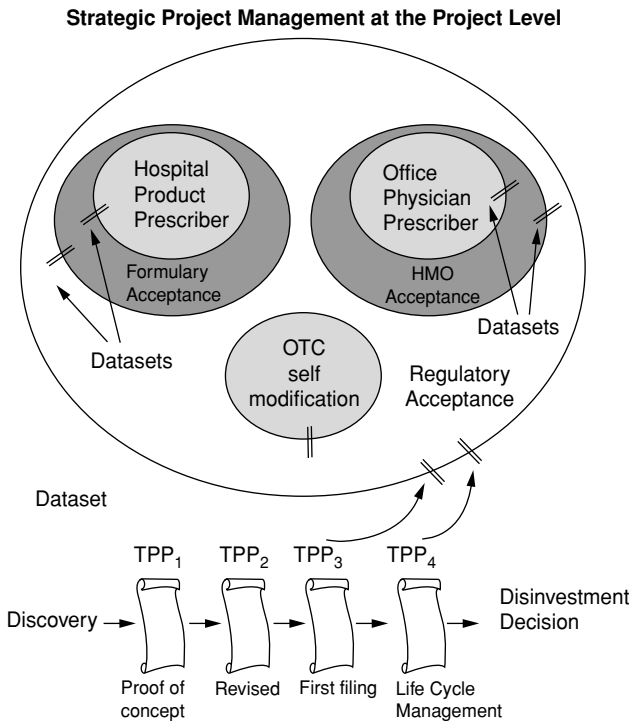 Strategic Project Management at the Project Level
Hospital
Product
Prescriber
Formulary
Acceptance
Office
Physician
Prescriber
HMO
Acceptance
Datasets
Datasets
OTC
self
modification
Regulatory
Acceptance
Dataset
TPP1
TPP2
TPP3
TPP4
Discovery
Disinvestment
Decision
Proof of
concept
Revised
First filing
Life Cycle
Management